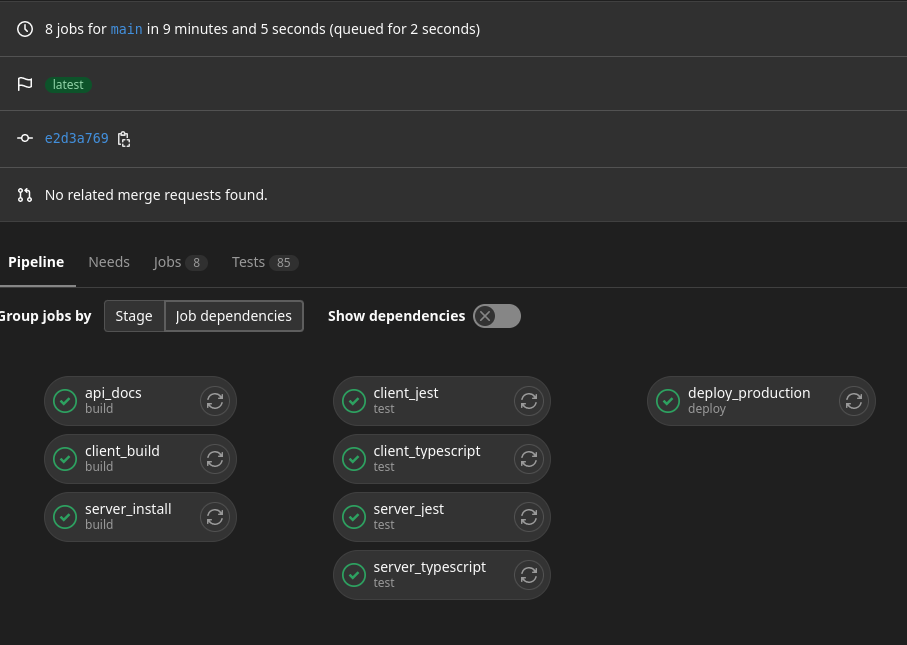 8 jobs for main in 9 minutes and 5 seconds (queued for 2 seconds)
latest
e2d3a769
No related merge requests found.
Pipeline Needs Jobs 8 Tests 85
Group jobs by Stage Job dependencies Show dependencies
api_docs
build
client_build
build
server_install
build
client_jest
test
client_typescript
test
server_jest
test
server_typescript
test
deploy_production
deploy